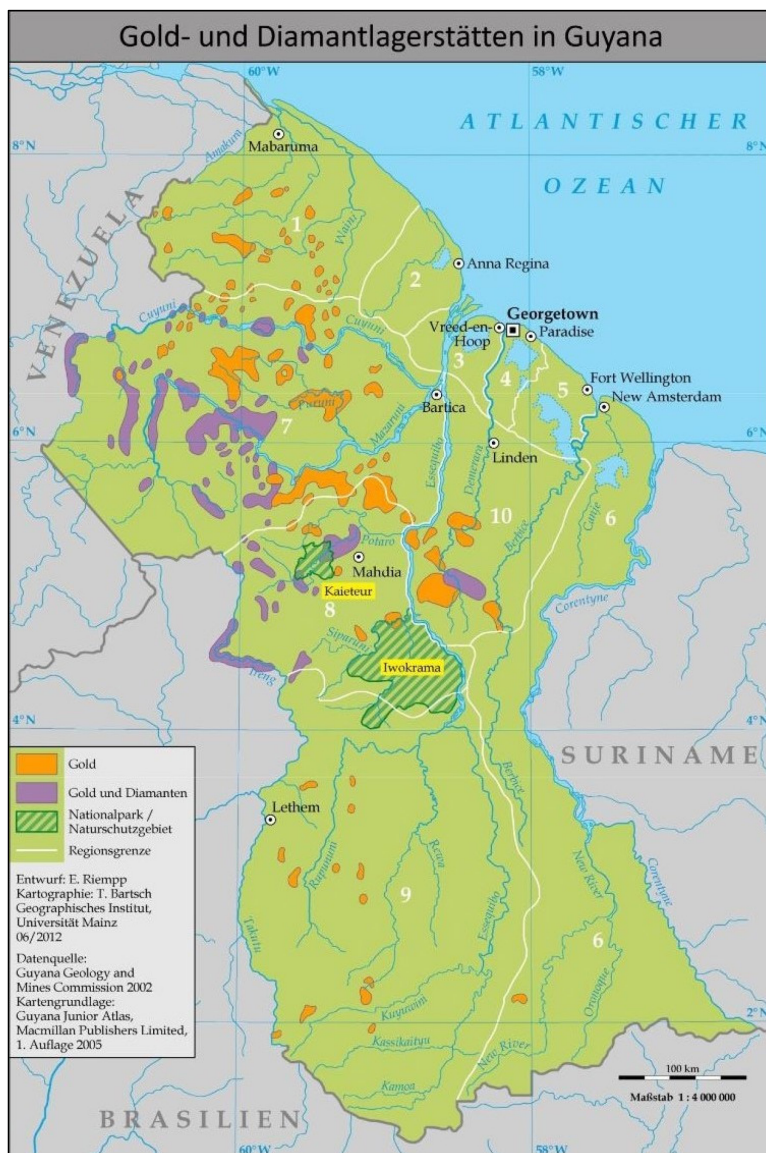 Gold- und Diamantlagerstätten in Guyana
60°W
58°W
ATLANTISCHER
OZEAN
8°N
8°N
Mabaruma
Amakura
VENEZUELA
1
Waini
2
Anna Regina
Cuyuni
Cuyuni
Georgetown
Vreed-en-
Hoop
Paradise
3
4
5
Fort Wellington
New Amsterdam
Bartica
Puruni
7
Mazaruni
6°N
6°N
Essequibo
Demerara
Linden
10
Berbice
Canje
6
Potaro
Mahdia
Kaieteur
8
Corentyne
Siparuni
Iwokrama
Ireng
4°N
4°N
SURINAME
Gold
Gold und Diamanten
Nationalpark /
Naturschutzgebiet
Regionsgrenze
Entwurf: E. Riempp
Kartographie: T. Bartsch
Geographisches Institut,
Universität Mainz
06/2012
Datenquelle:
Guyana Geology and
Mines Commission 2002
Kartengrundlage:
Guyana Junior Atlas,
Macmillan Publishers Limited,
1. Auflage 2005
Lethem
Berbice
Rupununi
Rewa
New River
Corentyne
9
Essequibo
Takutu
6
Oronoque
Kuyuwini
2°N
2°N
Kassikaityu
New River
Kamoa
100 km
Maßstab 1 : 4 000 000
BRASILIEN
60°W
58°W